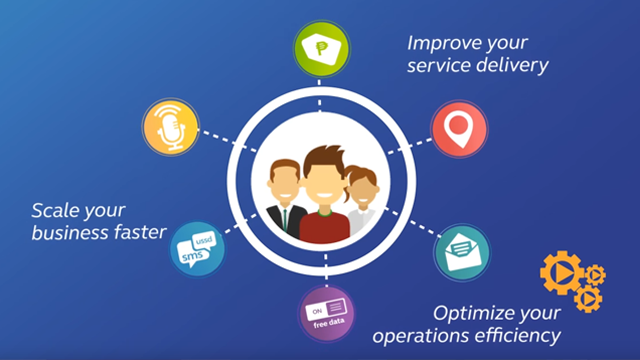 Improve your
service delivery
Scale your
business faster
ussd
sms
ON
free data
Optimize your
operations efficiency